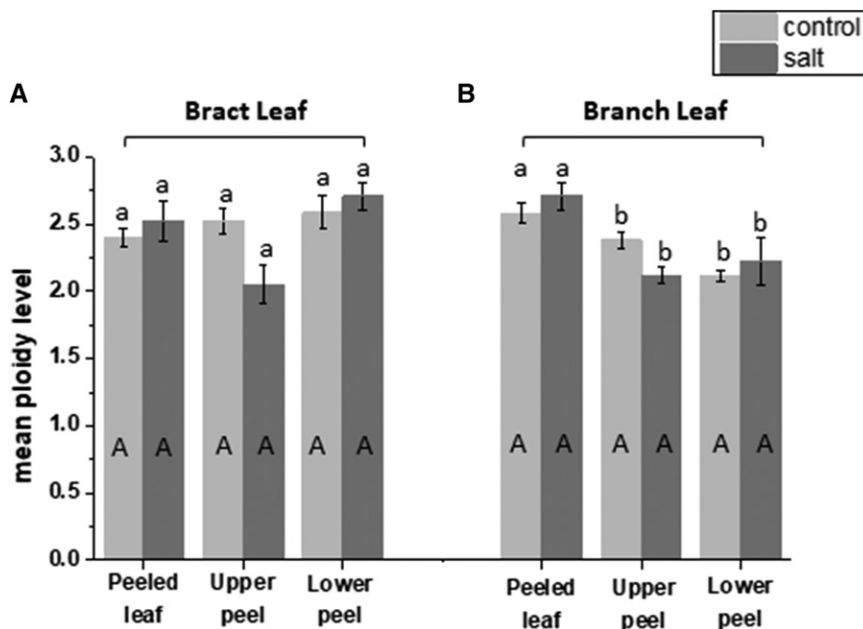 control
salt
A
B
Bract Leaf
Branch Leaf
mean ploidy level
3.0
2.5
2.0
1.5
1.0
0.5
0.0
a a a a a a
a a b b b b
A A A A A A
A A A A A A
Peeled leaf
Upper peel
Lower peel
Peeled leaf
Upper peel
Lower peel